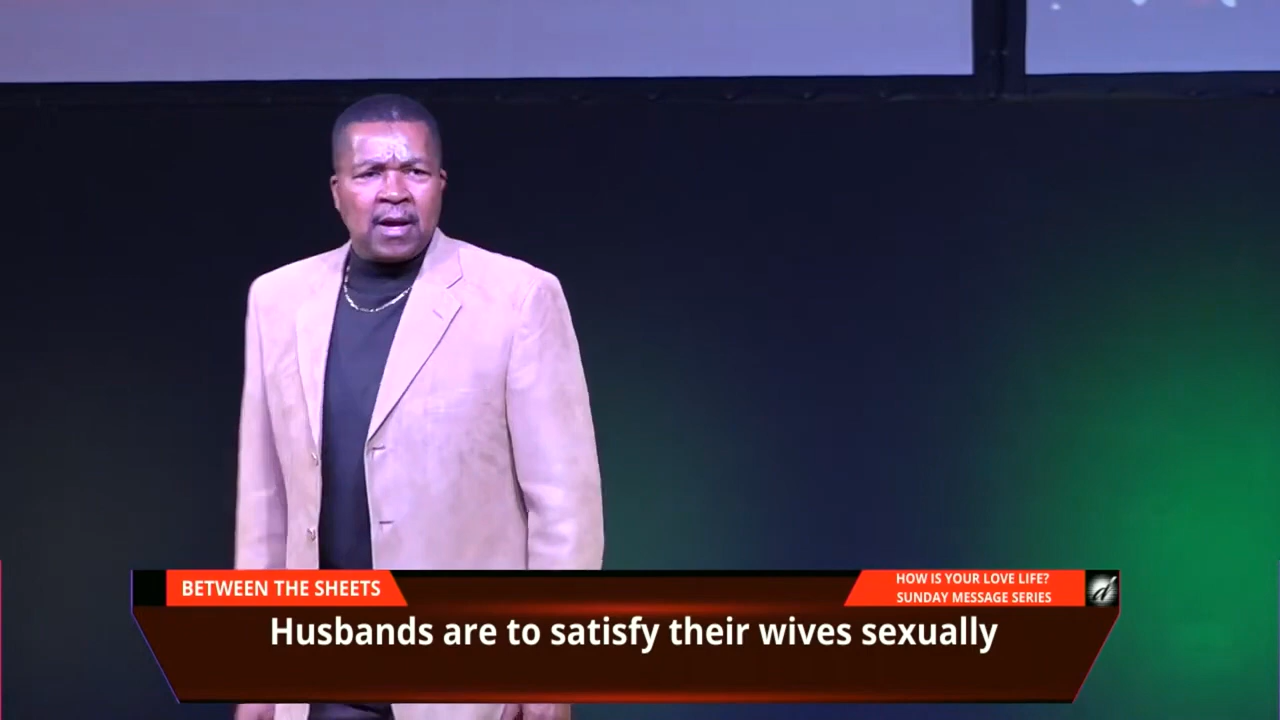 BETWEEN THE SHEETS
HOW IS YOUR LOVE LIFE?
SUNDAY MESSAGE SERIES
d
Husbands are to satisfy their wives sexually